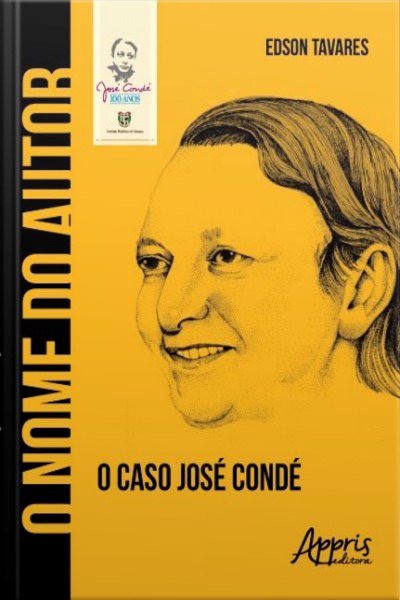 EDSON TAVARES
José Condé
100 ANOS
O NOME DO AUTOR
O CASO JOSÉ CONDÉ
Appris
editora